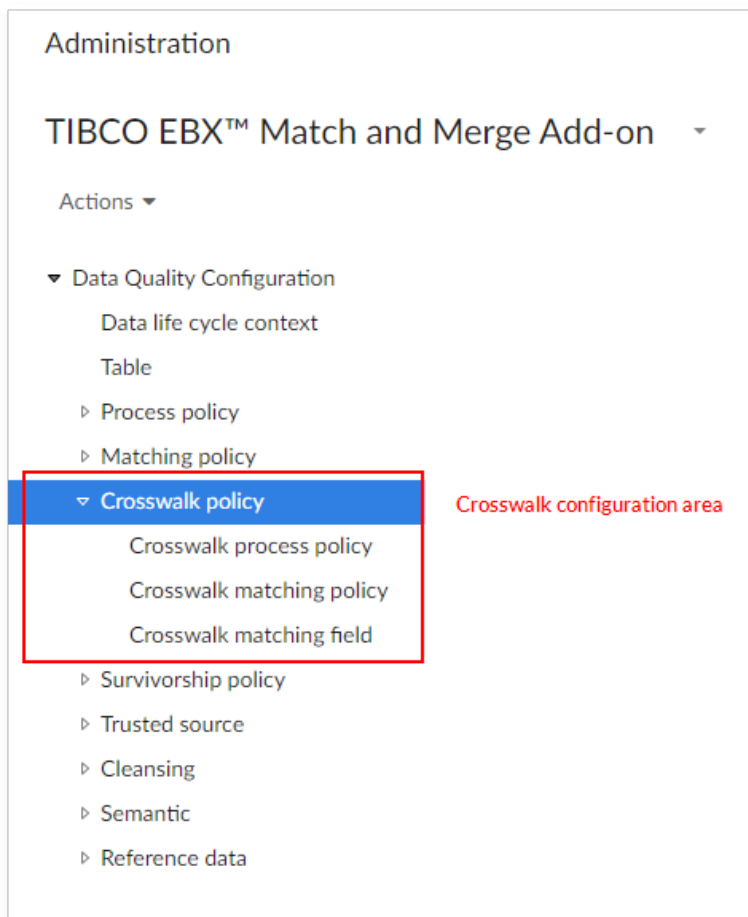 Administration
TIBCO EBX™ Match and Merge Add-on
Actions
Data Quality Configuration
Data life cycle context
Table
Process policy
Matching policy
Crosswalk policy
Crosswalk configuration area
Crosswalk process policy
Crosswalk matching policy
Crosswalk matching field
Survivorship policy
Trusted source
Cleansing
Semantic
Reference data